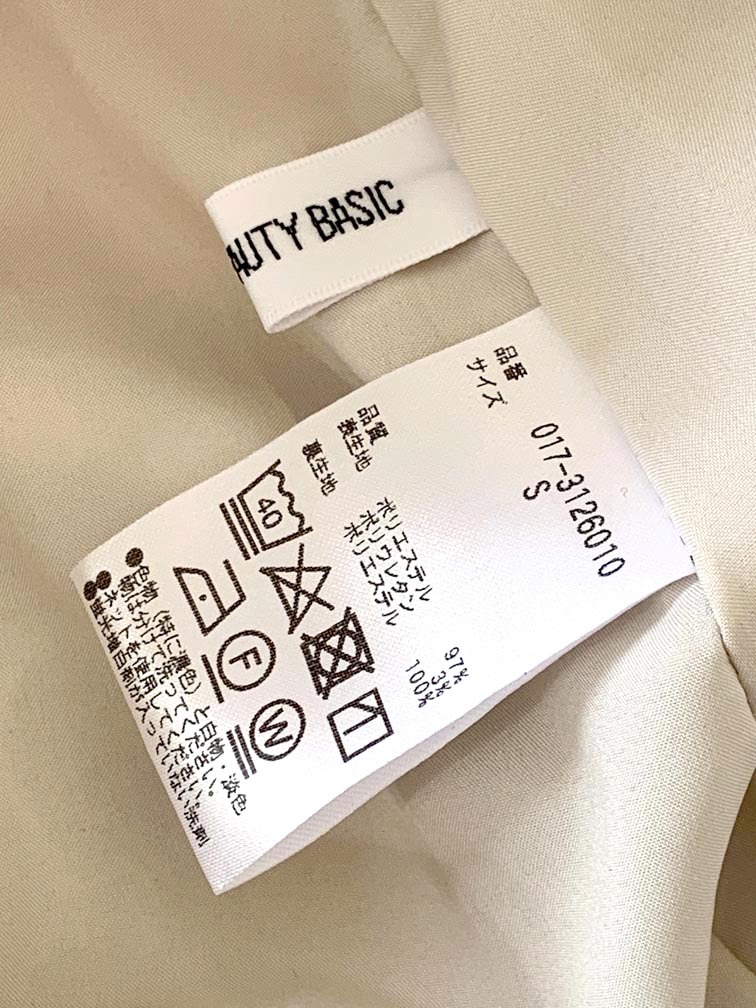 AUTY BASIC
品番 017-3126010
サイズ S
品質
表生地 ポリエステル 97%
ポリウレタン 3%
裏生地 ポリエステル 100%
40
F
W
●色物(特に濃色)と白物・淡色
物は分けて洗ってください。
●ネットを使用してください。
●蛍光増白剤が入っていない洗剤